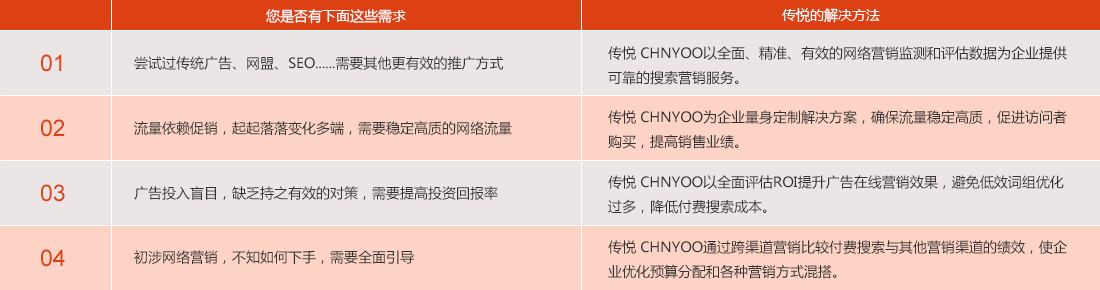 您是否有下面这些需求
传悦的解决方法
01
尝试过传统广告、网盟、SEO......需要其他更有效的推广方式
传悦 CHNYOO以全面、精准、有效的网络营销监测和评估数据为企业提供
可靠的搜索营销服务。
02
流量依赖促销，起起落落变化多端，需要稳定高质的网络流量
传悦 CHNYOO为企业量身定制解决方案，确保流量稳定高质，促进访问者
购买，提高销售业绩。
03
广告投入盲目，缺乏持之有效的对策，需要提高投资回报率
传悦 CHNYOO以全面评估ROI提升广告在线营销效果，避免低效词组优化
过多，降低付费搜索成本。
04
初涉网络营销，不知如何下手，需要全面引导
传悦 CHNYOO通过跨渠道营销比较付费搜索与其他营销渠道的绩效，使企
业优化预算分配和各种营销方式混搭。